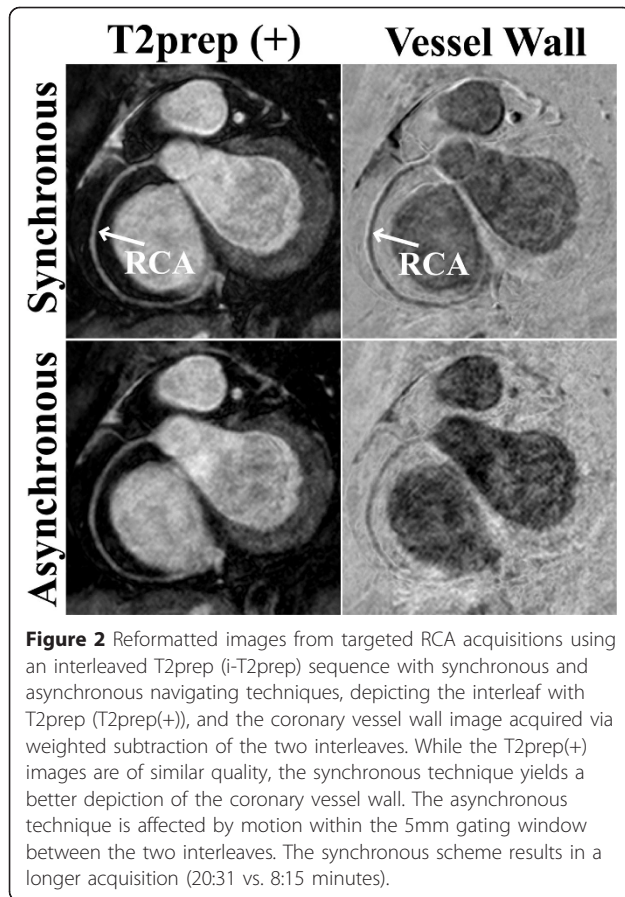 T2prep (+) Vessel Wall
Synchronous
RCA
RCA
Asynchronous
Figure 2 Reformatted images from targeted RCA acquisitions using
an interleaved T2prep (i-T2prep) sequence with synchronous and
asynchronous navigating techniques, depicting the interleaf with
T2prep (T2prep(+)), and the coronary vessel wall image acquired via
weighted subtraction of the two interleaves. While the T2prep(+)
images are of similar quality, the synchronous technique yields a
better depiction of the coronary vessel wall. The asynchronous
technique is affected by motion within the 5mm gating window
between the two interleaves. The synchronous scheme results in a
longer acquisition (20:31 vs. 8:15 minutes).